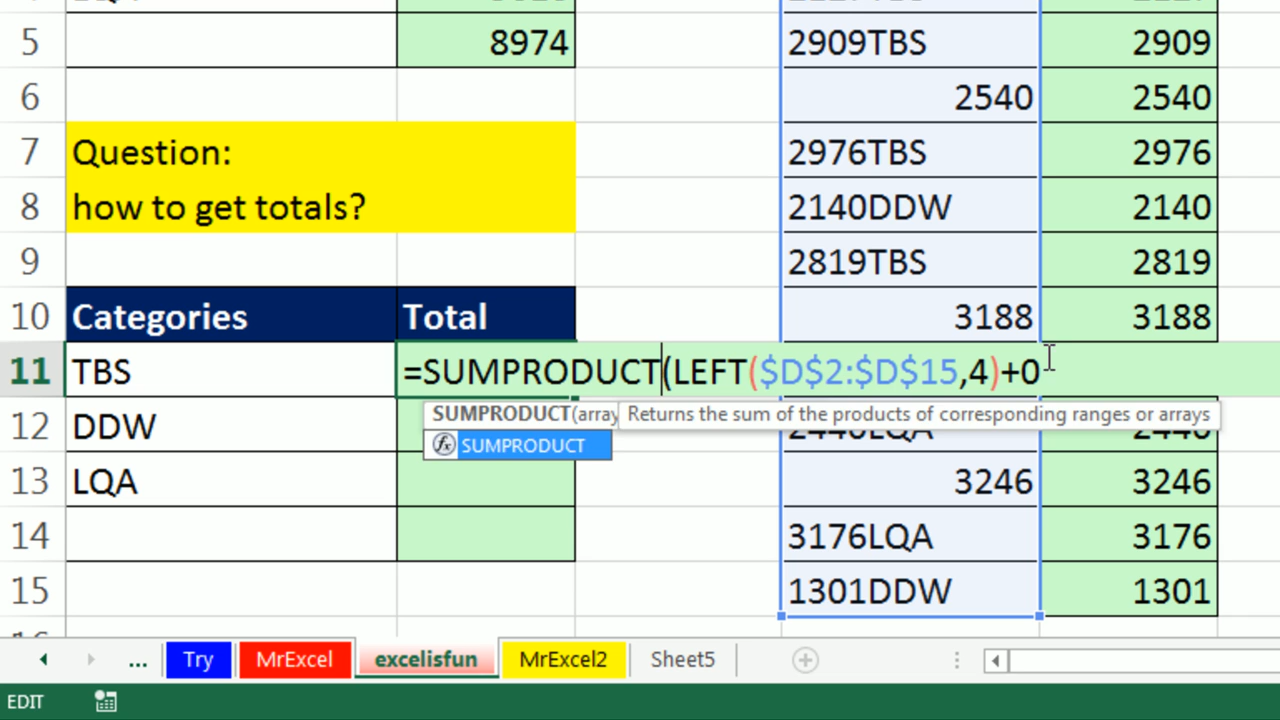 5 8974 2909TBS 2909
6 2540 2540
7 Question: 2976TBS 2976
8 how to get totals? 2140DDW 2140
9 2819TBS 2819
10 Categories Total 3188 3188
11 TBS =SUMPRODUCT(LEFT($D$2:$D$15,4)+0
SUMPRODUCT(array Returns the sum of the products of corresponding ranges or arrays
12 DDW 2440LQA 2440
fx SUMPRODUCT
13 LQA 3246 3246
14 3176LQA 3176
15 1301DDW 1301
... Try MrExcel excelisfun MrExcel2 Sheet5
EDIT